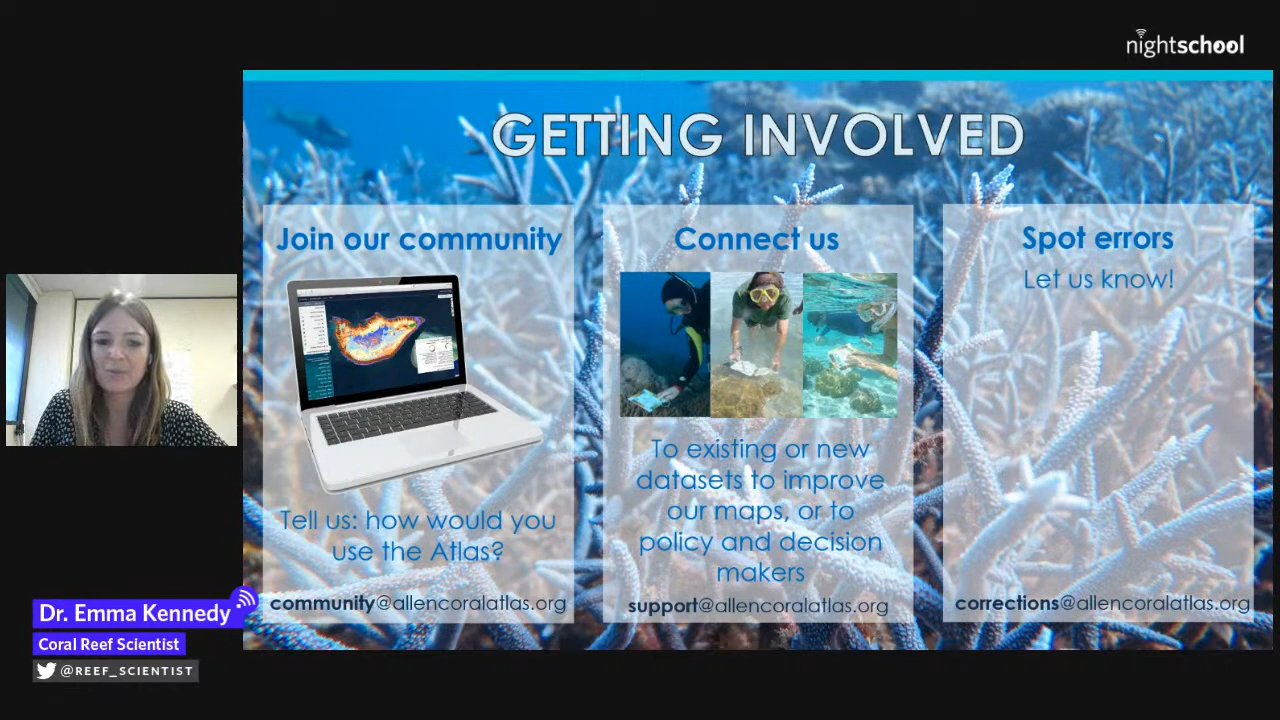 nightschool
GETTING INVOLVED
Join our community
Tell us: how would you
use the Atlas?
community@allencoralatlas.org
Connect us
To existing or new
datasets to improve
our maps, or to
policy and decision
makers
support@allencoralatlas.org
Spot errors
Let us know!
corrections@allencoralatlas.org
Dr. Emma Kennedy
Coral Reef Scientist
@REEF_SCIENTIST